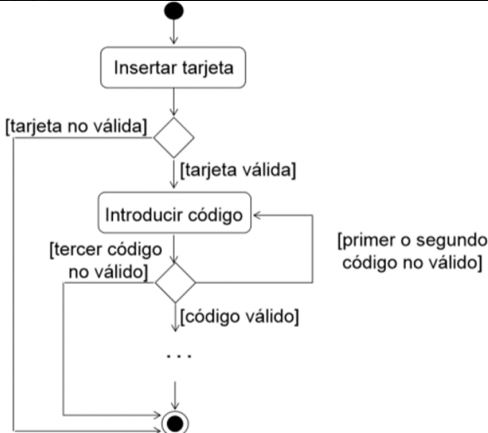 Insertar tarjeta
[tarjeta no válida]
[tarjeta válida]
Introducir código
[primer o segundo
código no válido]
[tercer código
no válido]
[código válido]
...